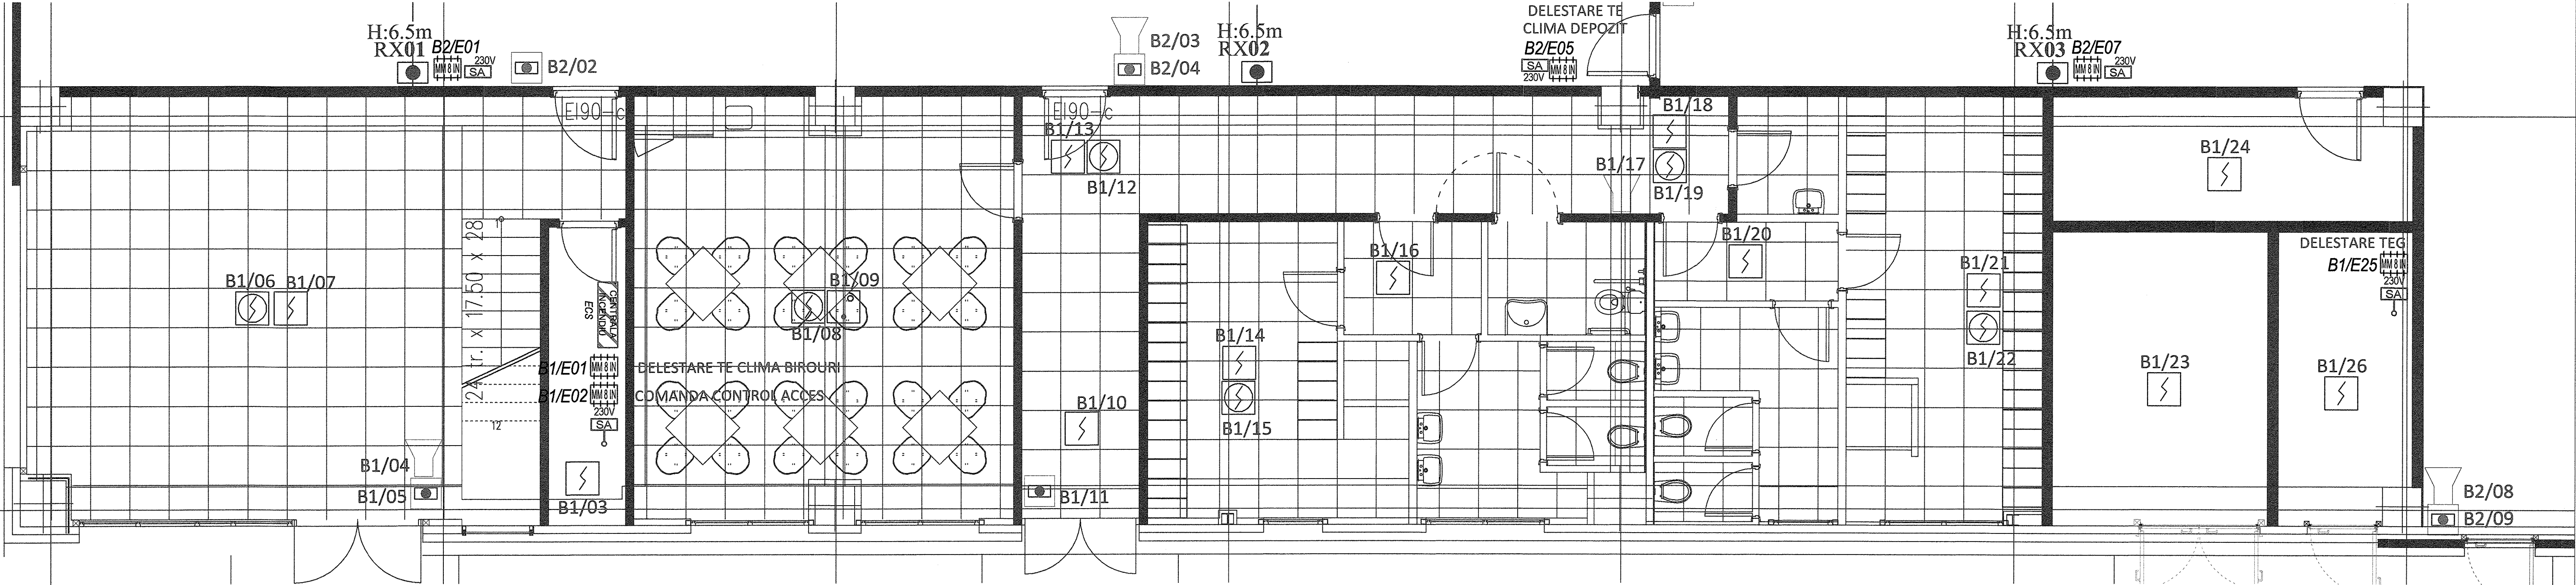 DELESTARE TE
CLIMA DEPOZIT
H:6.5m
RX01
B2/E01
MM 8 IN
230V
SA
B2/02
B2/03
B2/04
H:6.5m
RX02
B2/E05
SA
230V
MM 8 IN
H:6.5m
RX03
B2/E07
MM 8 IN
230V
SA
EI90-c
EI90-c
B1/13
B1/12
B1/17
B1/18
B1/19
B1/24
B1/06
B1/07
24 tr. x 17.50 x 28
1
12
CENTRALA
INCENDIU
ECS
B1/09
B1/08
B1/16
B1/20
B1/21
B1/22
DELESTARE TEG
B1/E25
MM 8 IN
230V
SA
B1/E01
MM 8 IN
DELESTARE TE CLIMA BIROURI
B1/E02
MM 8 IN
COMANDA CONTROL ACCES
230V
SA
B1/14
B1/15
B1/10
B1/23
B1/26
B1/04
B1/05
B1/03
B1/11
B2/08
B2/09